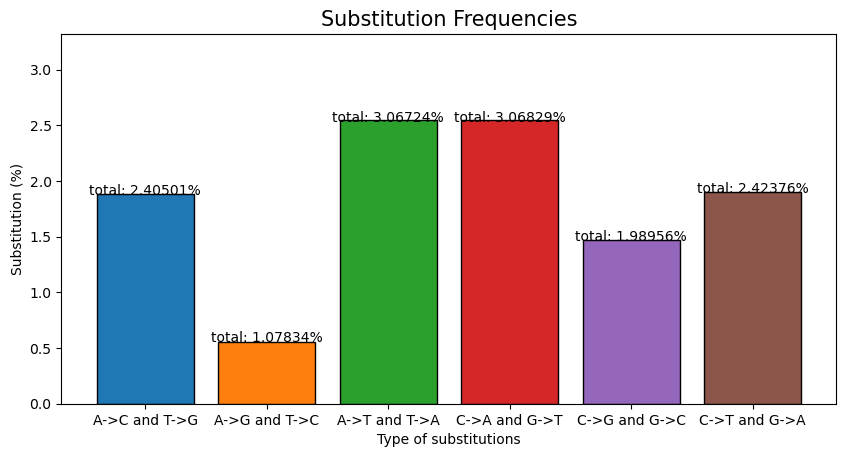 Substitution Frequencies
Substitution (%)
3.0
2.5
2.0
1.5
1.0
0.5
0.0
total: 2.40501%
total: 1.07834%
total: 3.06724%
total: 3.06829%
total: 1.98956%
total: 2.42376%
A->C and T->G
A->G and T->C
A->T and T->A
C->A and G->T
C->G and G->C
C->T and G->A
Type of substitutions